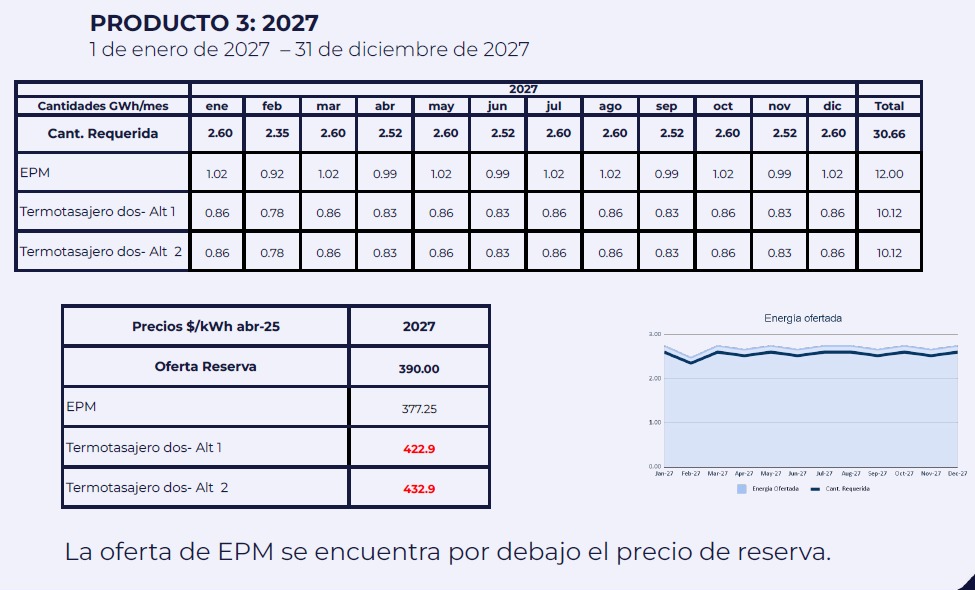 PRODUCTO 3: 2027
1 de enero de 2027 – 31 de diciembre de 2027
2027
Cantidades GWh/mes ene feb mar abr may jun jul ago sep oct nov dic Total
Cant. Requerida 2.60 2.35 2.60 2.52 2.60 2.52 2.60 2.60 2.52 2.60 2.52 2.60 30.66
EPM 1.02 0.92 1.02 0.99 1.02 0.99 1.02 1.02 0.99 1.02 0.99 1.02 12.00
Termotasajero dos- Alt 1 0.86 0.78 0.86 0.83 0.86 0.83 0.86 0.86 0.83 0.86 0.83 0.86 10.12
Termotasajero dos- Alt 2 0.86 0.78 0.86 0.83 0.86 0.83 0.86 0.86 0.83 0.86 0.83 0.86 10.12
Precios $/kWh abr-25 2027
Oferta Reserva 390.00
EPM 377.25
Termotasajero dos- Alt 1 422.9
Termotasajero dos- Alt 2 432.9
Energía ofertada
3.00
2.00
1.00
0.00
Jan-27 Feb-27 Mar-27 Apr-27 May-27 Jun-27 Jul-27 Aug-27 Sep-27 Oct-27 Nov-27 Dec-27
Energía Ofertada Cant. Requerida
La oferta de EPM se encuentra por debajo el precio de reserva.